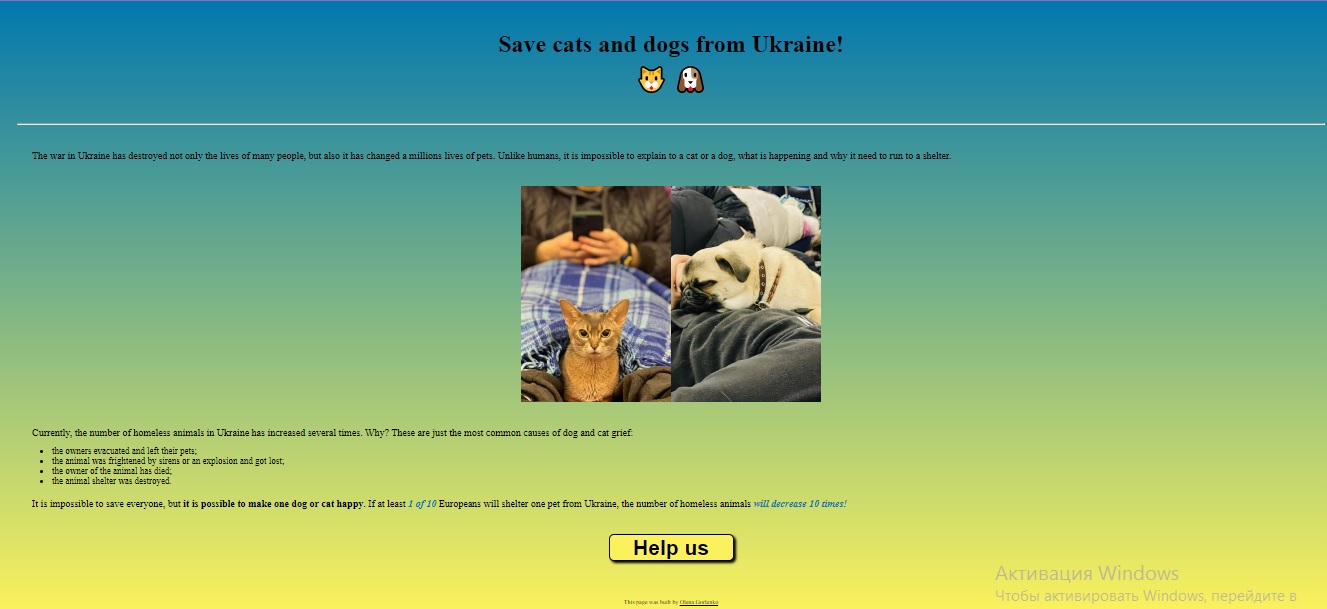 Save cats and dogs from Ukraine!
The war in Ukraine has destroyed not only the lives of many people, but also it has changed a millions lives of pets. Unlike humans, it is impossible to explain to a cat or a dog, what is happening and why it need to run to a shelter.
Currently, the number of homeless animals in Ukraine has increased several times. Why? These are just the most common causes of dog and cat grief:
the owners evacuated and left their pets;
the animal was frightened by sirens or an explosion and got lost;
the owner of the animal has died;
the animal shelter was destroyed.
It is impossible to save everyone, but it is possible to make one dog or cat happy. If at least 1 of 10 Europeans will shelter one pet from Ukraine, the number of homeless animals will decrease 10 times!
Help us
Активация Windows
Чтобы активировать Windows, перейдите в
This page was built by Olena